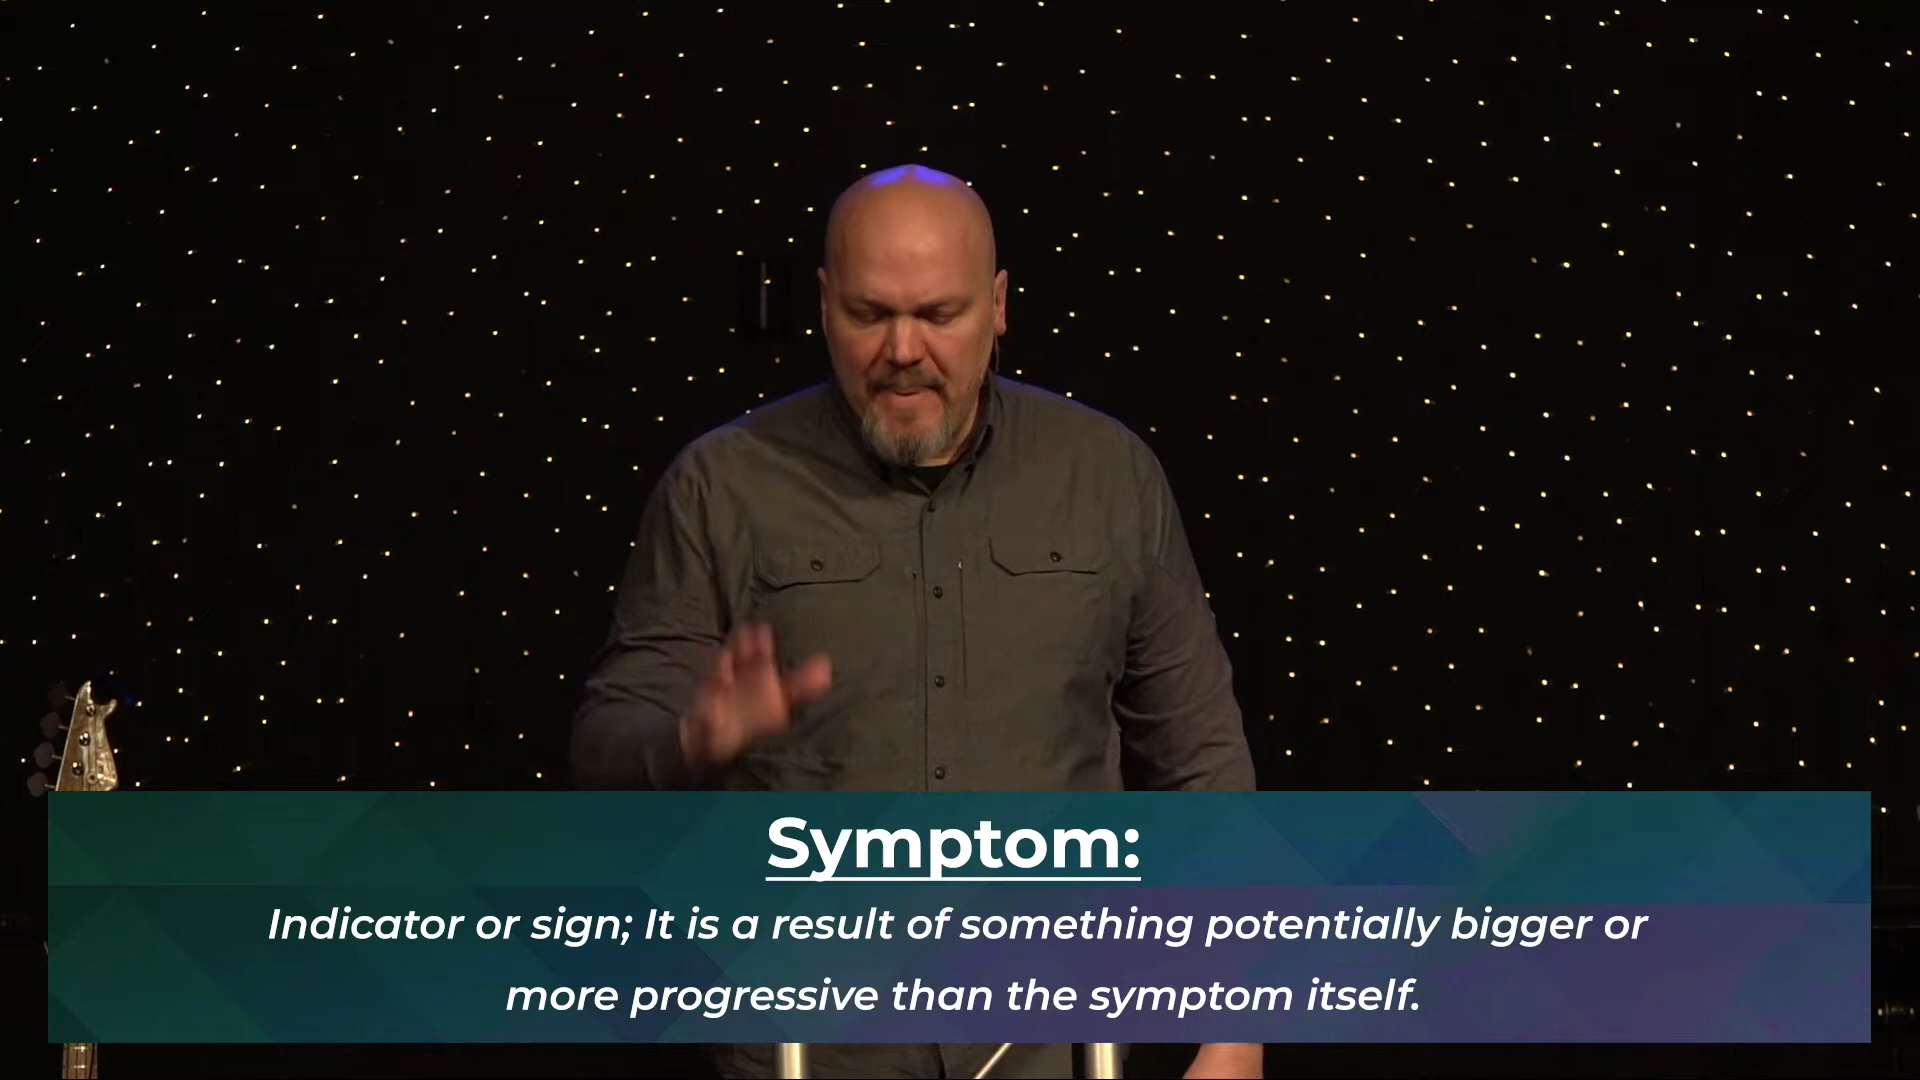 Symptom:
Indicator or sign; It is a result of something potentially bigger or
more progressive than the symptom itself.